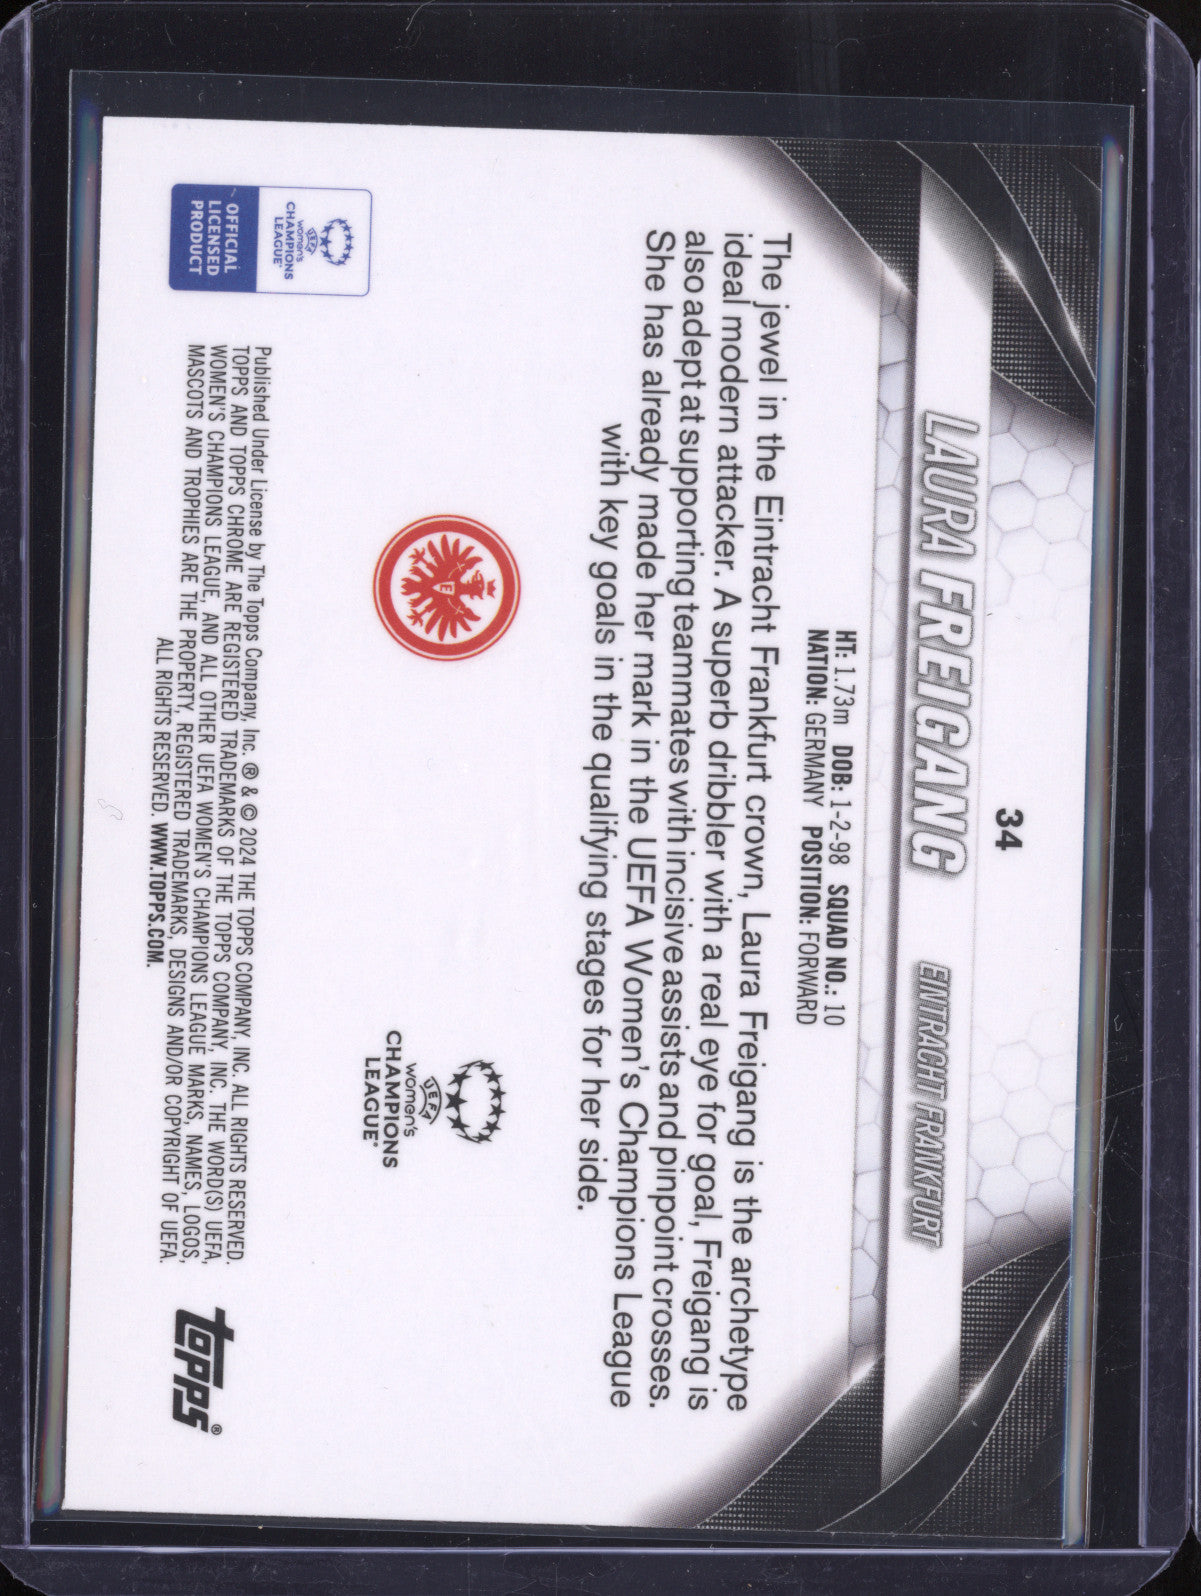 34
LAURA FREIGANG EINTRACHT FRANKFURT
HT: 1.73m DOB: 1-2-98 SQUAD NO.: 10
NATION: GERMANY POSITION: FORWARD
The jewel in the Eintracht Frankfurt crown, Laura Freigang is the archetype
ideal modern attacker. A superb dribbler with a real eye for goal, Freigang is
also adept at supporting teammates with incisive assists and pinpoint crosses.
She has already made her mark in the UEFA Women's Champions League
with key goals in the qualifying stages for her side.
E
UEFA
women's
CHAMPIONS
LEAGUE®
UEFA
women's
CHAMPIONS
LEAGUE®
OFFICIAL
LICENSED
PRODUCT
Published Under License by The Topps Company, Inc. ® & © 2024 THE TOPPS COMPANY, INC. ALL RIGHTS RESERVED.
TOPPS AND TOPPS CHROME ARE REGISTERED TRADEMARKS OF THE TOPPS COMPANY, INC. THE WORD(S) UEFA,
WOMEN'S CHAMPIONS LEAGUE, AND ALL OTHER UEFA WOMEN'S CHAMPIONS LEAGUE MARKS, NAMES, LOGOS,
MASCOTS AND TROPHIES ARE THE PROPERTY, REGISTERED TRADEMARKS, DESIGNS AND/OR COPYRIGHT OF UEFA.
ALL RIGHTS RESERVED. WWW.TOPPS.COM.
topps®